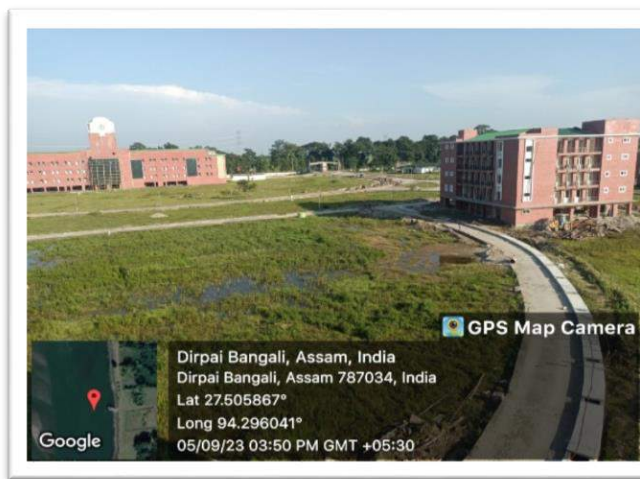 GPS Map Camera
Dirpai Bangali, Assam, India
Dirpai Bangali, Assam 787034, India
Lat 27.505867°
Long 94.296041°
05/09/23 03:50 PM GMT +05:30
Google